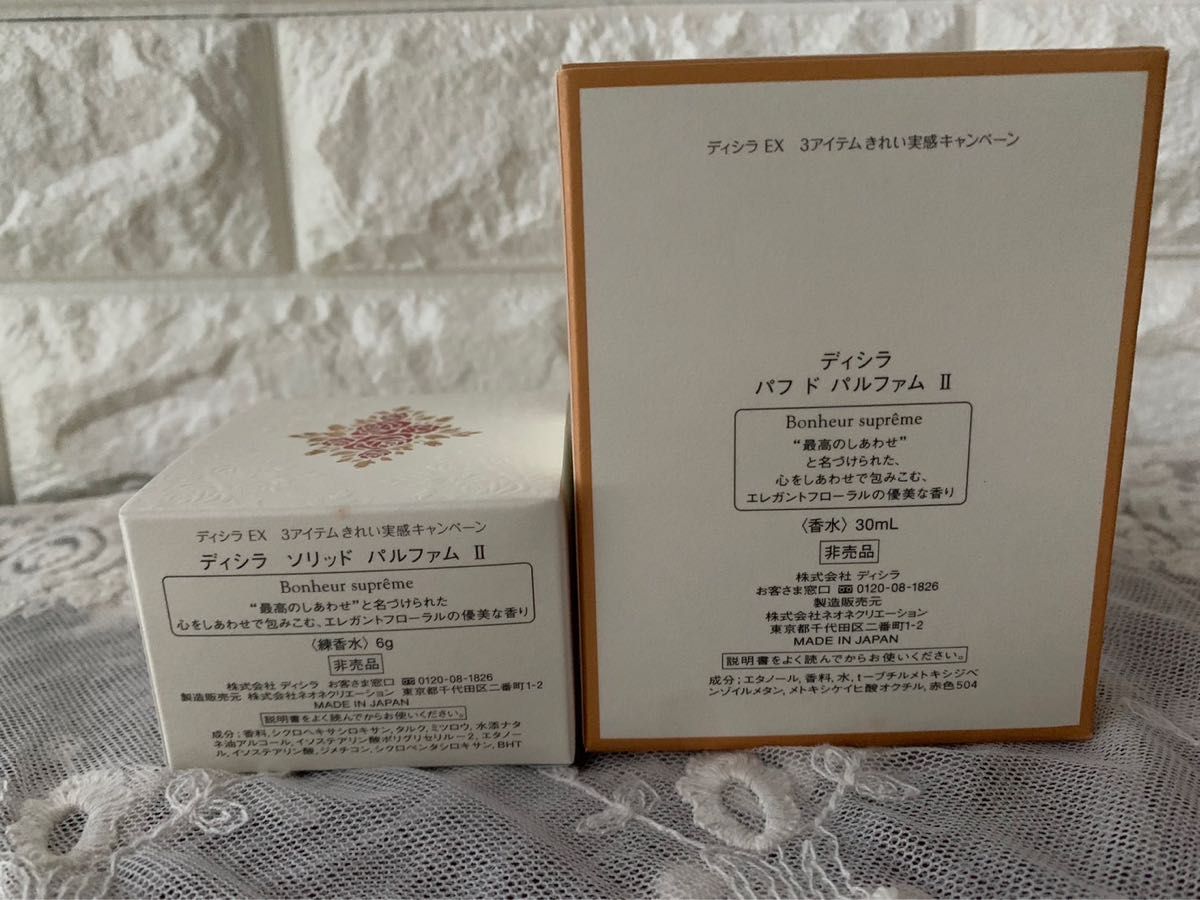 ディシラ EX 3アイテムきれい実感キャンペーン
ディシラ ソリッド パルファム Ⅱ
Bonheur suprême
“最高のしあわせ”と名づけられた
心をしあわせで包みこむ、エレガントフローラルの優美な香り
〈練香水〉6g
非売品
株式会社 ディシラ お客さま窓口 0120-08-1826
製造販売元 株式会社ネオネクリエーション 東京都千代田区二番町1-2
MADE IN JAPAN
説明書をよく読んでからお使いください。
成分；香料，シクロヘキサシロキサン，タルク，ミツロウ，水添ナタ
ネ油アルコール，イソステアリン酸ポリグリセリル－2，エタノー
ル，イソステアリン酸，ジメチコン，シクロペンタシロキサン，BHT
ディシラ EX 3アイテムきれい実感キャンペーン
ディシラ
パフ ド パルファム Ⅱ
Bonheur suprême
“最高のしあわせ”
と名づけられた、
心をしあわせで包みこむ、
エレガントフローラルの優美な香り
〈香水〉30mL
非売品
株式会社 ディシラ
お客さま窓口 0120-08-1826
製造販売元
株式会社ネオネクリエーション
東京都千代田区二番町1-2
MADE IN JAPAN
説明書をよく読んでからお使いください。
成分；エタノール，香料，水，t－ブチルメトキシジベ
ンゾイルメタン，メトキシケイヒ酸オクチル，赤色504